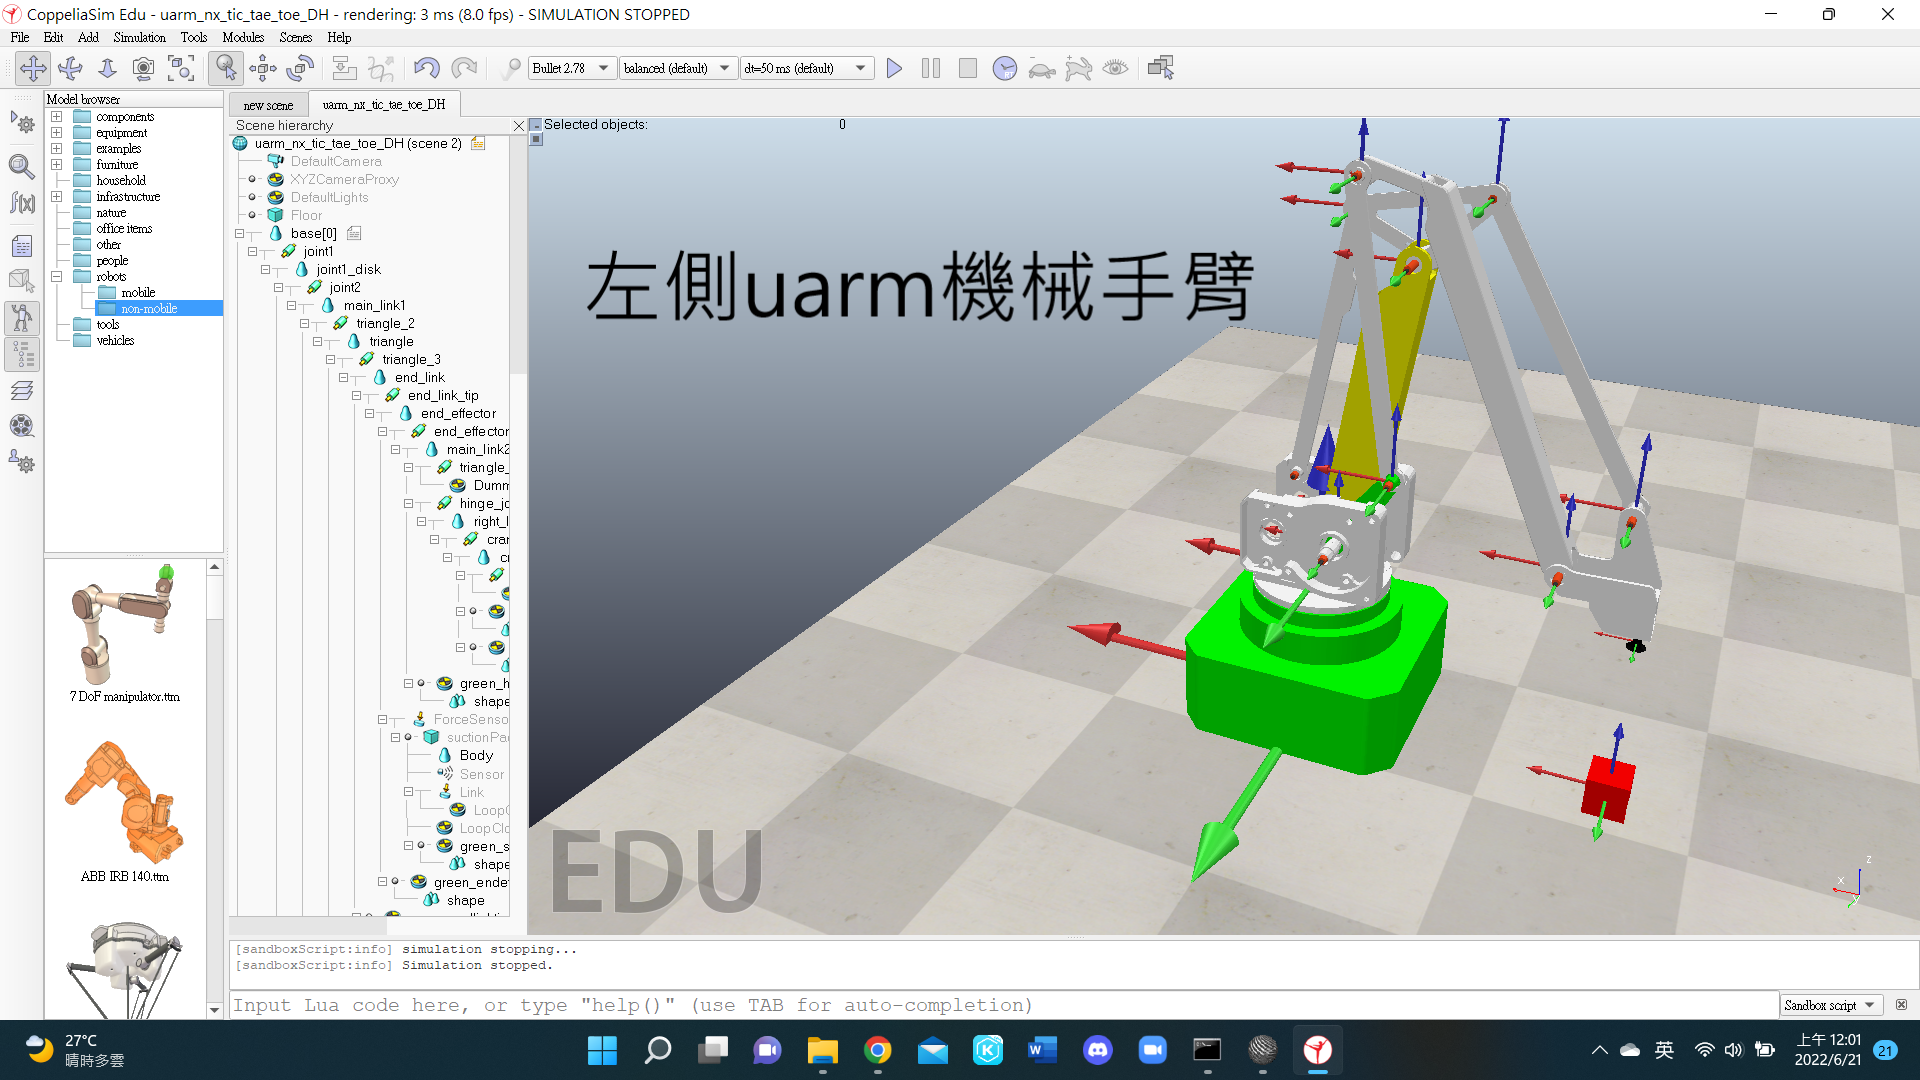 CoppeliaSim Edu - uarm_nx_tic_tae_toe_DH - rendering: 3 ms (8.0 fps) - SIMULATION STOPPED
File Edit Add Simulation Tools Modules Scenes Help
Bullet 2.78 balanced (default) dt=50 ms (default)
Model browser
components
equipment
examples
furniture
household
infrastructure
nature
office items
other
people
robots
mobile
non-mobile
tools
vehicles
7 DoF manipulator.ttm
ABB IRB 140.ttm
new scene uarm_nx_tic_tae_toe_DH
Scene hierarchy
uarm_nx_tic_tae_toe_DH (scene 2)
DefaultCamera
XYZCameraProxy
DefaultLights
Floor
base[0]
joint1
joint1_disk
joint2
main_link1
triangle_2
triangle
triangle_3
end_link
end_link_tip
end_effector
end_effector
main_link2
triangle_
Dumm
hinge_jo
right_l
cran
cr
green_h
shape
ForceSenso
suctionPad
Body
Sensor
Link
LoopC
LoopClo
green_s
shape
green_endef
shape
Selected objects: 0
左側uarm機械手臂
EDU
z
x
y
[sandboxScript:info] simulation stopping...
[sandboxScript:info] Simulation stopped.
Input Lua code here, or type "help()" (use TAB for auto-completion)
Sandbox script
27°C
晴時多雲
英
上午 12:01
2022/6/21
21